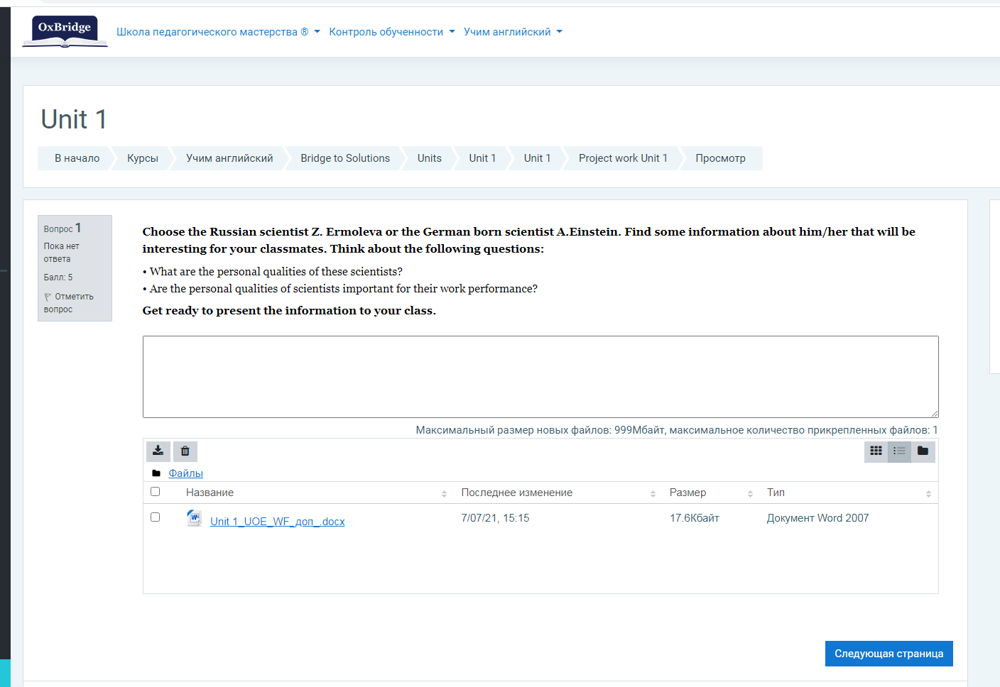 OxBridge
Школа педагогического мастерства ® Контроль обученности Учим английский
Unit 1
В начало Курсы Учим английский Bridge to Solutions Units Unit 1 Unit 1 Project work Unit 1 Просмотр
Вопрос 1
Пока нет
ответа
Балл: 5
Отметить
вопрос
Choose the Russian scientist Z. Ermoleva or the German born scientist A.Einstein. Find some information about him/her that will be
interesting for your classmates. Think about the following questions:
• What are the personal qualities of these scientists?
• Are the personal qualities of scientists important for their work performance?
Get ready to present the information to your class.
Максимальный размер новых файлов: 999Мбайт, максимальное количество прикрепленных файлов: 1
Файлы
Название Последнее изменение Размер Тип
Unit 1_UOE_WF_доп_.docx 7/07/21, 15:15 17.6Кбайт Документ Word 2007
Следующая страница